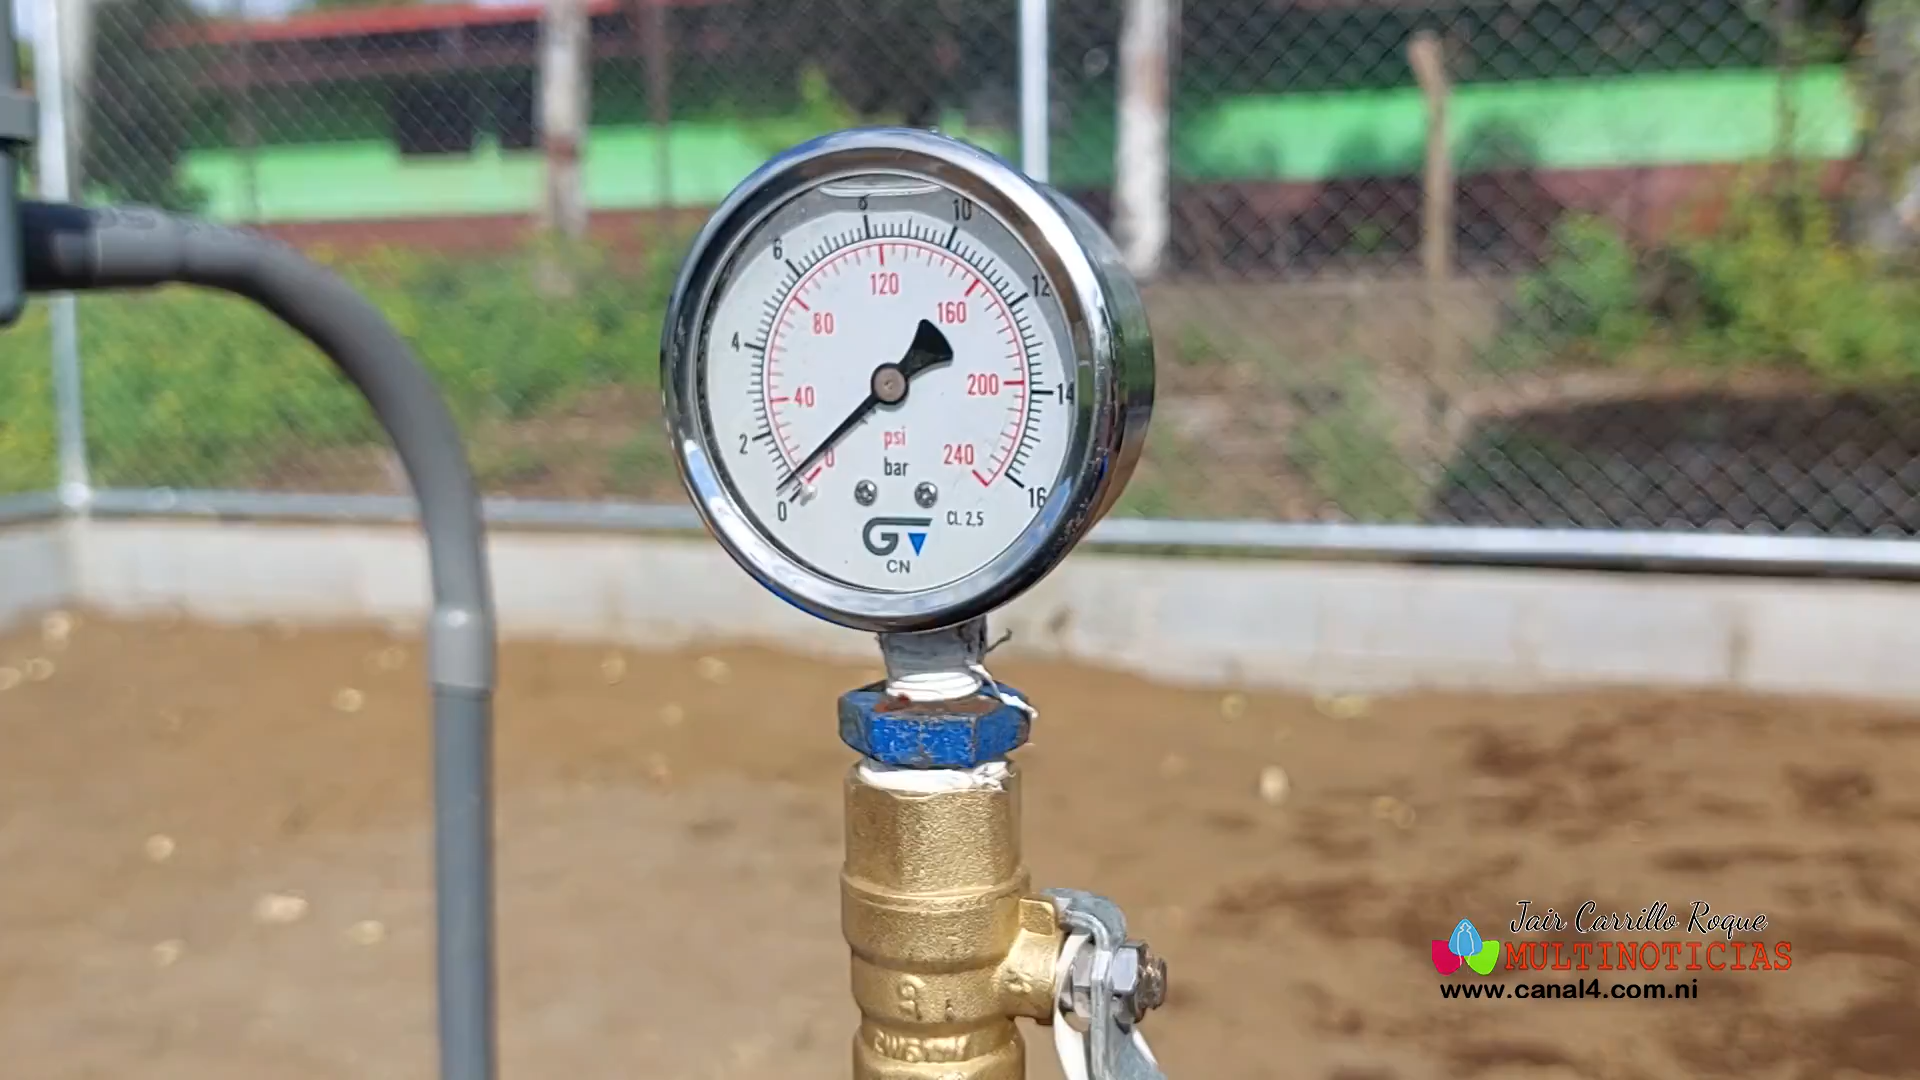 0 2 4 6 8 10 12 14 16
0 40 80 120 160 200 240
psi
bar
CL 2,5
G
CN
Jair Carrillo Roque
MULTINOTICIAS
www.canal4.com.ni